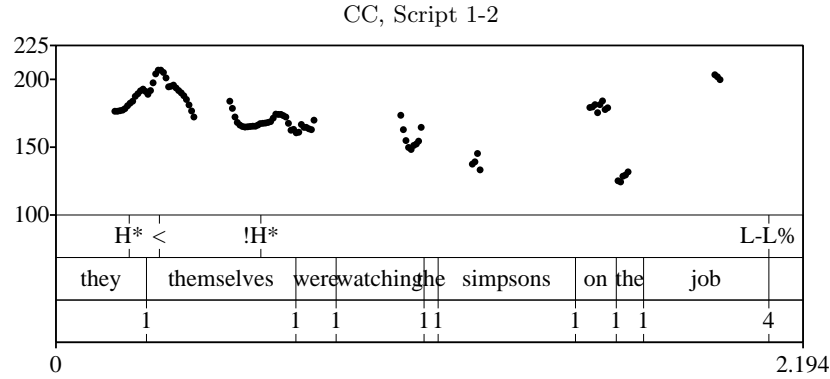 CC, Script 1-2
225
200
150
100
H* < !H* L-L%
they themselves were watching the simpsons on the job
1 1 1 1 1 1 1 1 4
0 2.194